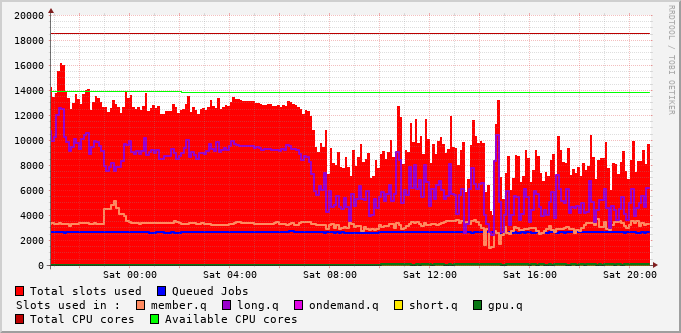 20000
18000
16000
14000
12000
10000
8000
6000
4000
2000
0
Sat 00:00 Sat 04:00 Sat 08:00 Sat 12:00 Sat 16:00 Sat 20:00
Total slots used Queued Jobs
Slots used in : member.q long.q ondemand.q short.q gpu.q
Total CPU cores Available CPU cores
RRDTOOL / TOBI OETIKER